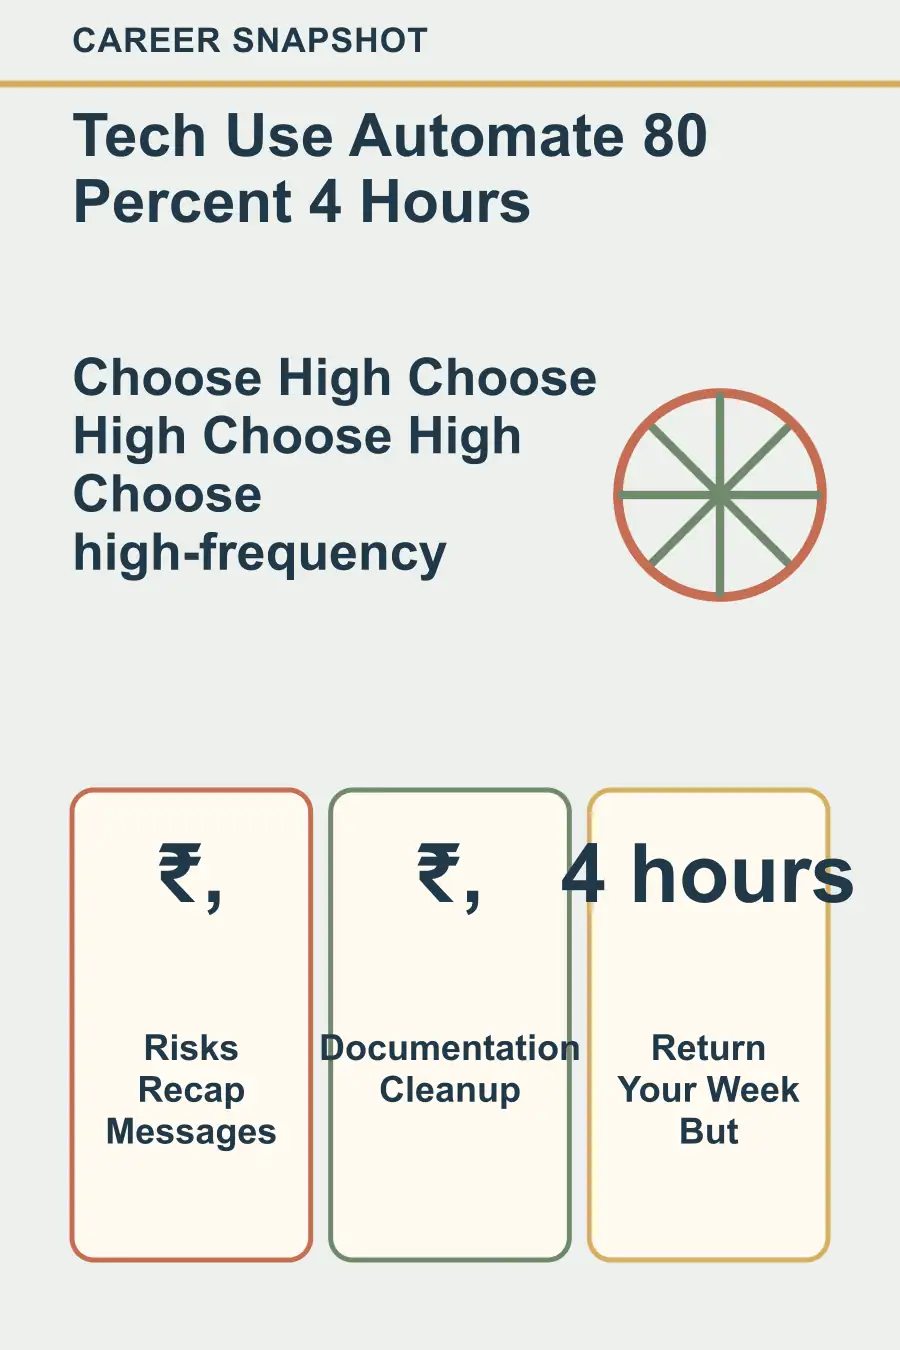 CAREER SNAPSHOT
Tech Use Automate 80
Percent 4 Hours
Choose High Choose
High Choose High
Choose
high-frequency
₹,
Risks
Recap
Messages
₹,
Documentation
Cleanup
4 hours
Return
Your Week
But